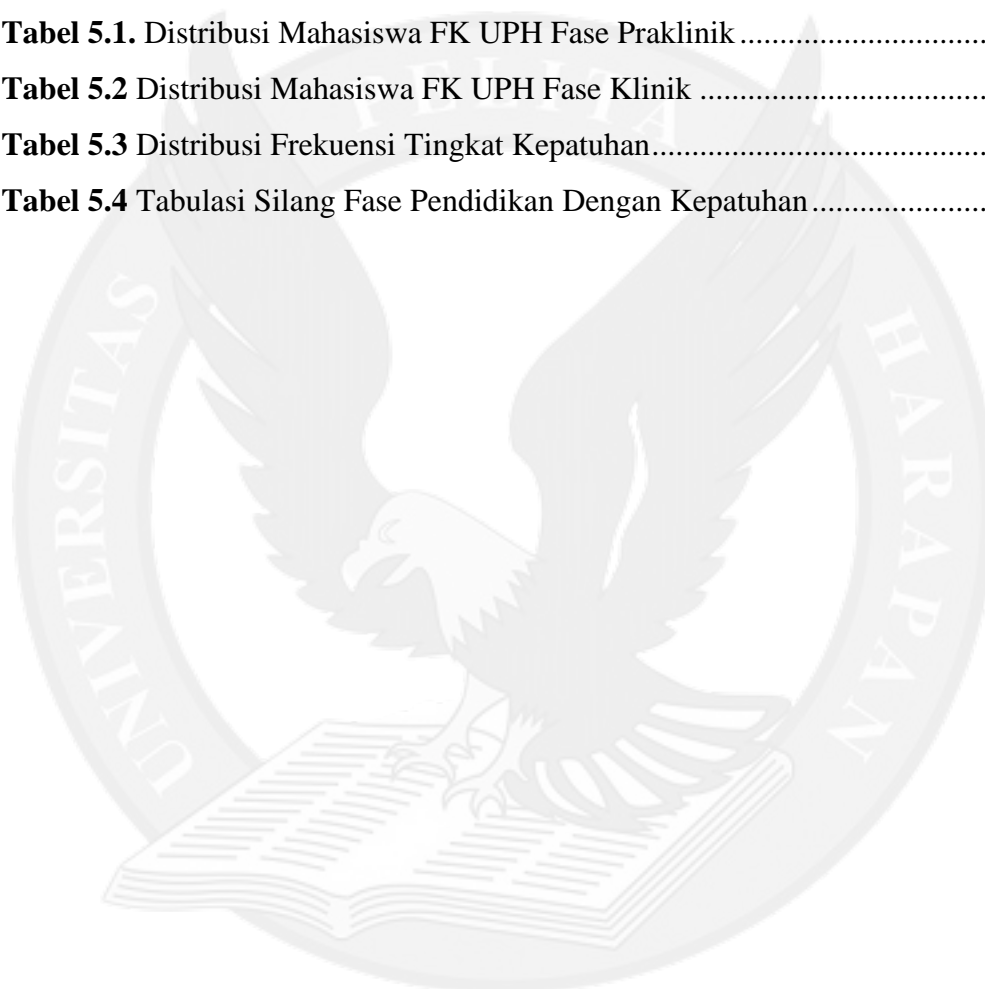 Tabel 5.1. Distribusi Mahasiswa FK UPH Fase Praklinik ...............................
Tabel 5.2 Distribusi Mahasiswa FK UPH Fase Klinik ....................................
Tabel 5.3 Distribusi Frekuensi Tingkat Kepatuhan..........................................
Tabel 5.4 Tabulasi Silang Fase Pendidikan Dengan Kepatuhan......................
UNIVERSITAS PELITA HARAPAN